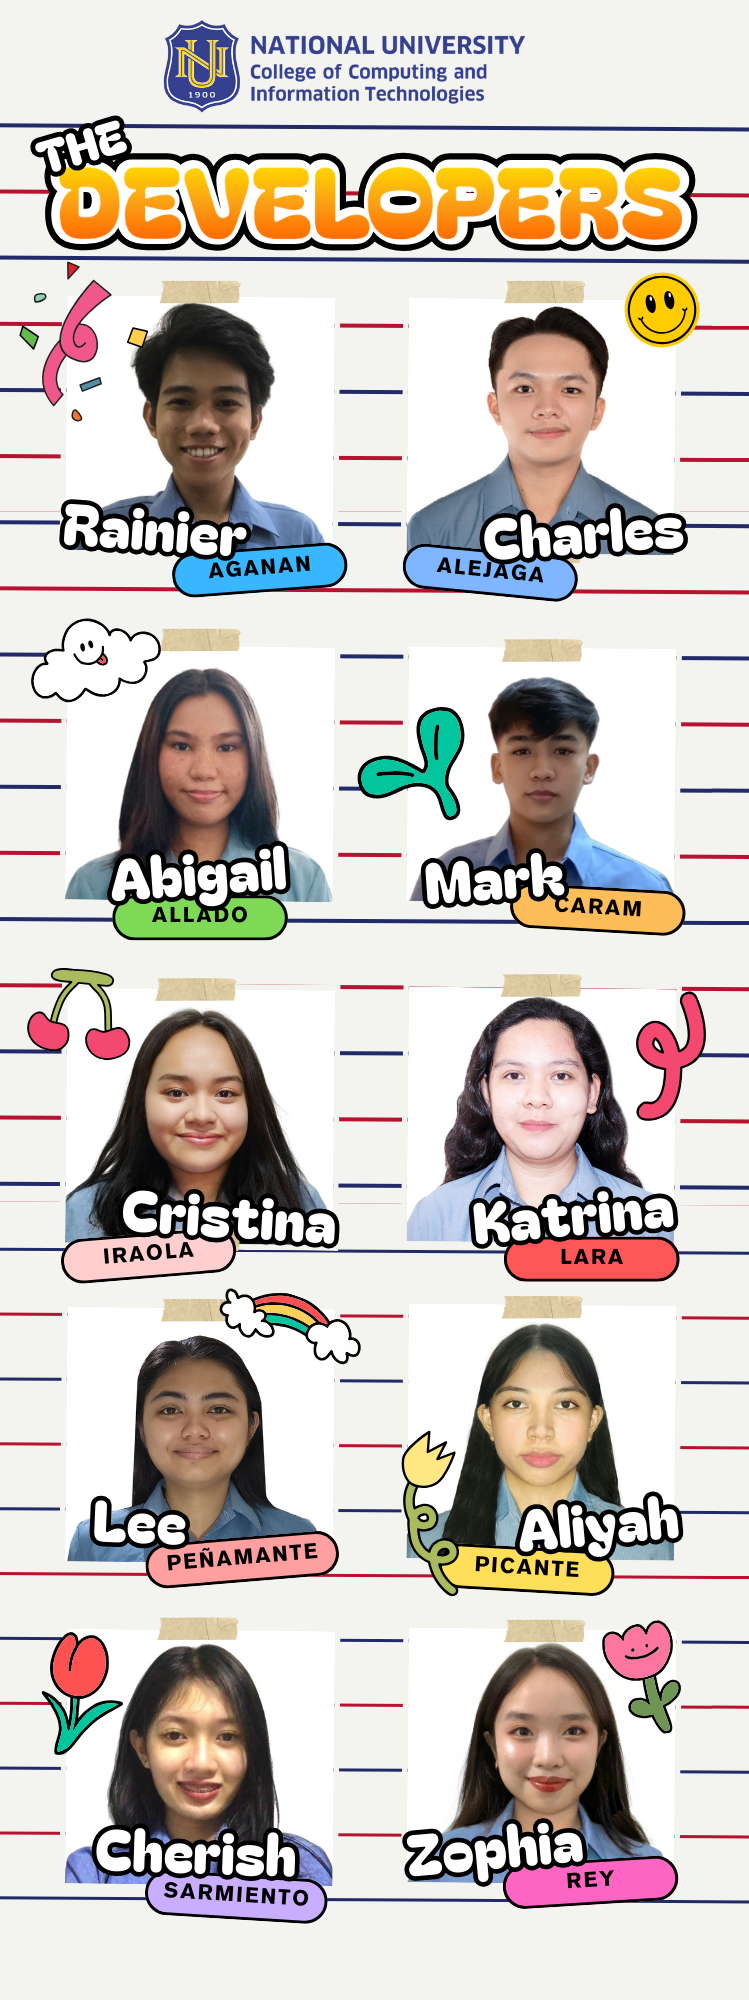 NU
1900
NATIONAL UNIVERSITY
College of Computing and
Information Technologies
THE
DEVELOPERS
Rainier
AGANAN
Charles
ALEJAGA
Abigail
ALLADO
Mark
CARAM
Cristina
IRAOLA
Katrina
LARA
Lee
PEÑAMANTE
Aliyah
PICANTE
Cherish
SARMIENTO
Zophia
REY